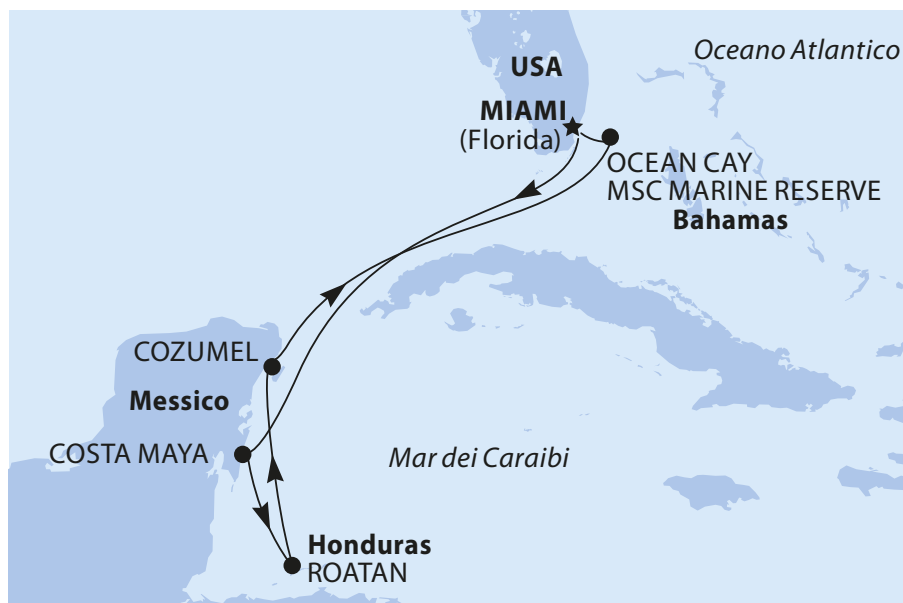 Oceano Atlantico
USA
MIAMI
(Florida)
OCEAN CAY
MSC MARINE RESERVE
Bahamas
COZUMEL
Messico
COSTA MAYA
Mar dei Caraibi
Honduras
ROATAN